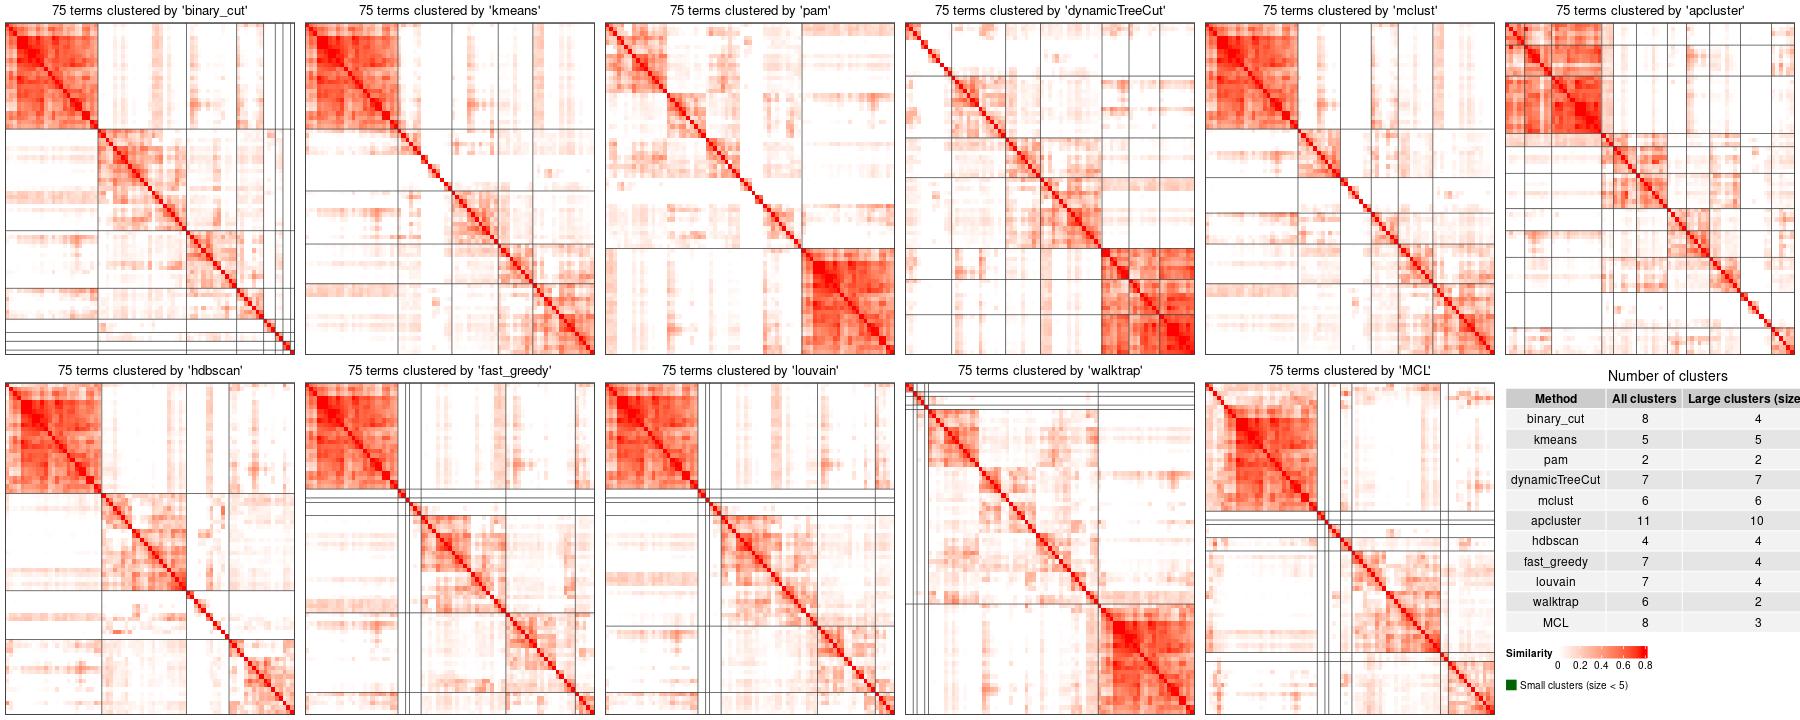 75 terms clustered by 'binary_cut'
75 terms clustered by 'kmeans'
75 terms clustered by 'pam'
75 terms clustered by 'dynamicTreeCut'
75 terms clustered by 'mclust'
75 terms clustered by 'apcluster'
75 terms clustered by 'hdbscan'
75 terms clustered by 'fast_greedy'
75 terms clustered by 'louvain'
75 terms clustered by 'walktrap'
75 terms clustered by 'MCL'
Number of clusters
Method All clusters Large clusters (size
binary_cut 8 4
kmeans 5 5
pam 2 2
dynamicTreeCut 7 7
mclust 6 6
apcluster 11 10
hdbscan 4 4
fast_greedy 7 4
louvain 7 4
walktrap 6 2
MCL 8 3
Similarity
0 0.2 0.4 0.6 0.8
Small clusters (size < 5)